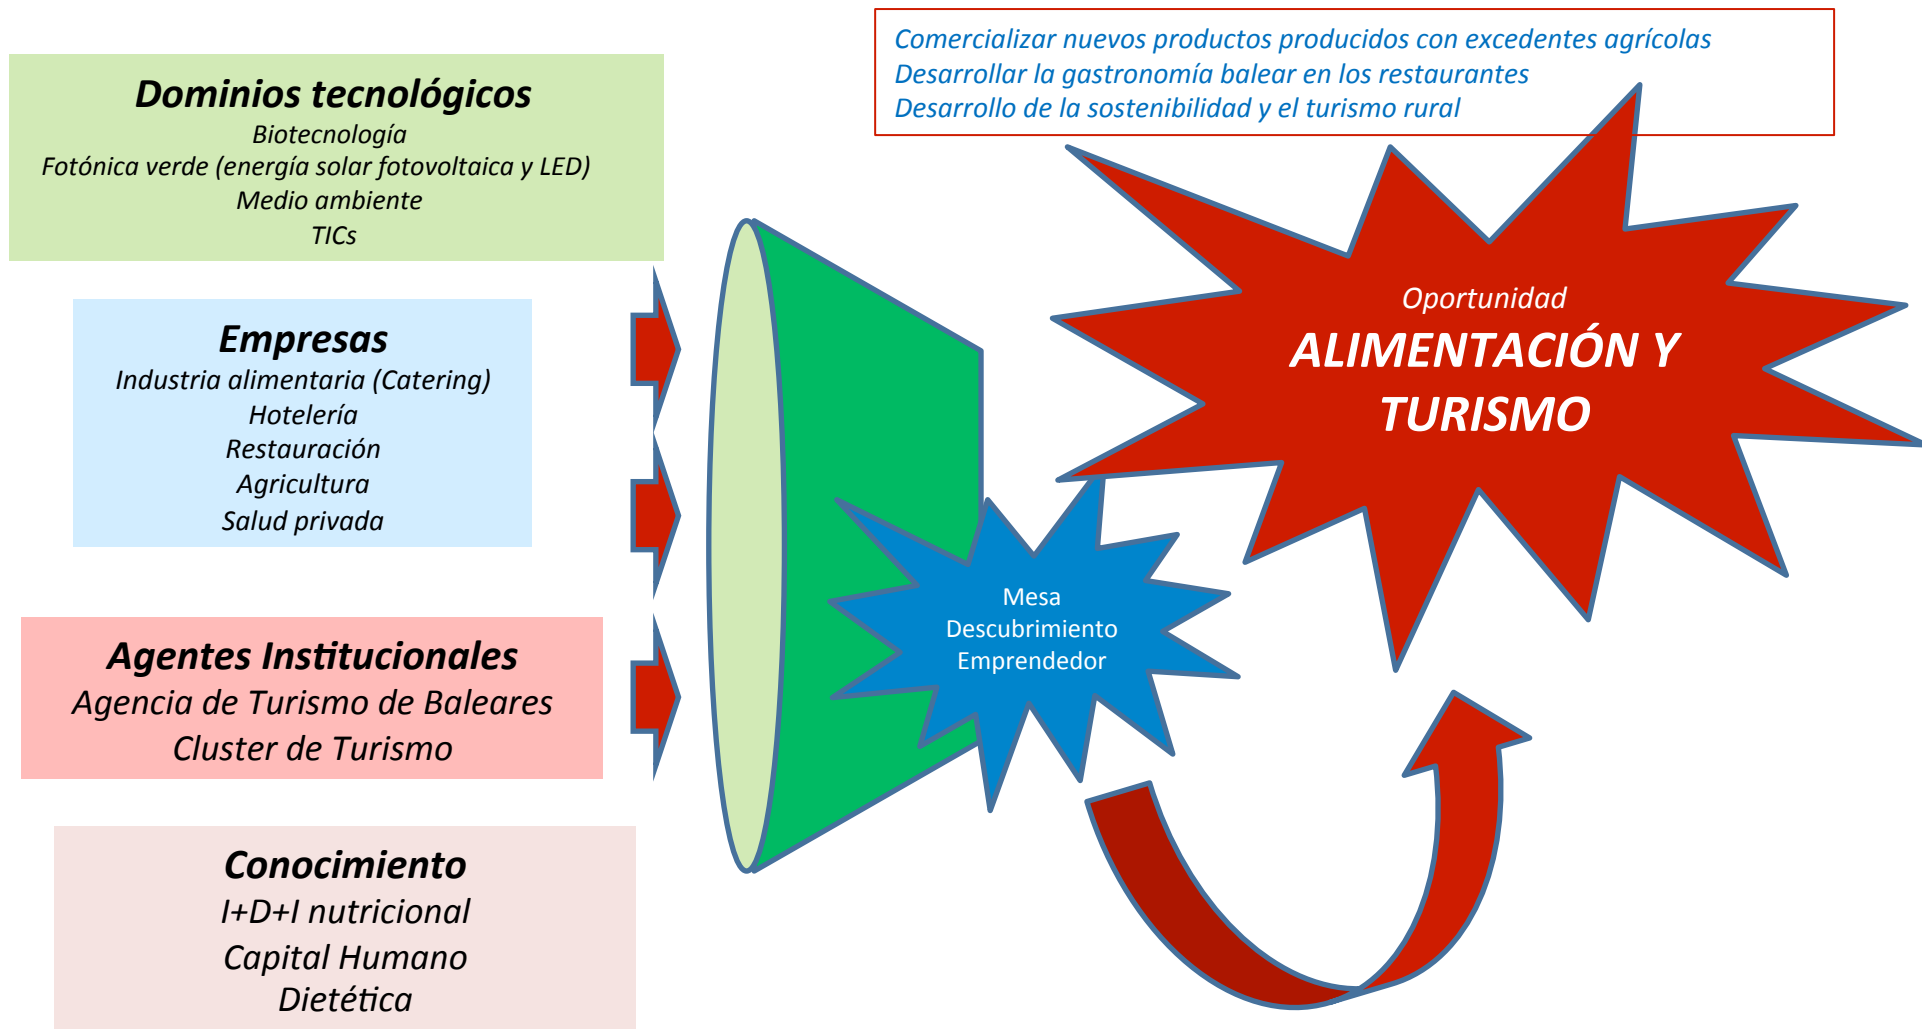 Comercializar nuevos productos producidos con excedentes agrícolas
Desarrollar la gastronomía balear en los restaurantes
Desarrollo de la sostenibilidad y el turismo rural
Dominios tecnológicos
Biotecnología
Fotónica verde (energía solar fotovoltaica y LED)
Medio ambiente
TICs
Empresas
Industria alimentaria (Catering)
Hotelería
Restauración
Agricultura
Salud privada
Agentes Institucionales
Agencia de Turismo de Baleares
Cluster de Turismo
Conocimiento
I+D+I nutricional
Capital Humano
Dietética
Mesa
Descubrimiento
Emprendedor
Oportunidad
ALIMENTACIÓN Y
TURISMO